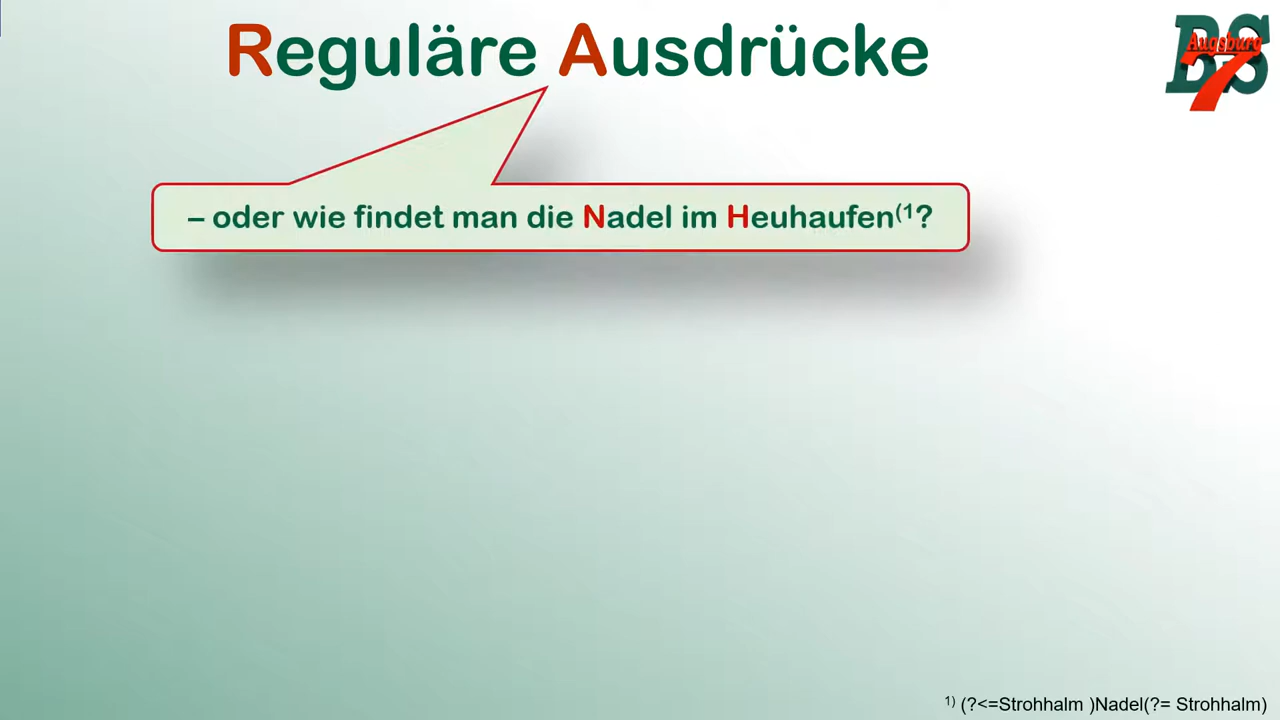 Reguläre Ausdrücke
BS
Augsburg
7
– oder wie findet man die Nadel im Heuhaufen(1?
1) (?<=Strohhalm )Nadel(?= Strohhalm)